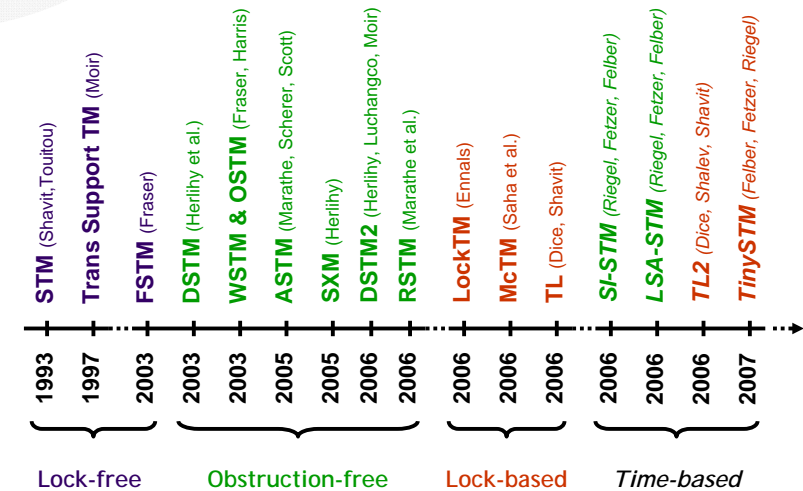 STM (Shavit,Touitou)
Trans Support TM (Moir)
FSTM (Fraser)
DSTM (Herlihy et al.)
WSTM & OSTM (Fraser, Harris)
ASTM (Marathe, Scherer, Scott)
SXM (Herlihy)
DSTM2 (Herlihy, Luchangco, Moir)
RSTM (Marathe et al.)
LockTM (Ennals)
McTM (Saha et al.)
TL (Dice, Shavit)
SI-STM (Riegel, Fetzer, Felber)
LSA-STM (Riegel, Fetzer, Felber)
TL2 (Dice, Shalev, Shavit)
TinySTM (Felber, Fetzer, Riegel)
1993
1997
2003
2003
2003
2005
2005
2006
2006
2006
2006
2006
2006
2006
2006
2007
Lock-free
Obstruction-free
Lock-based
Time-based